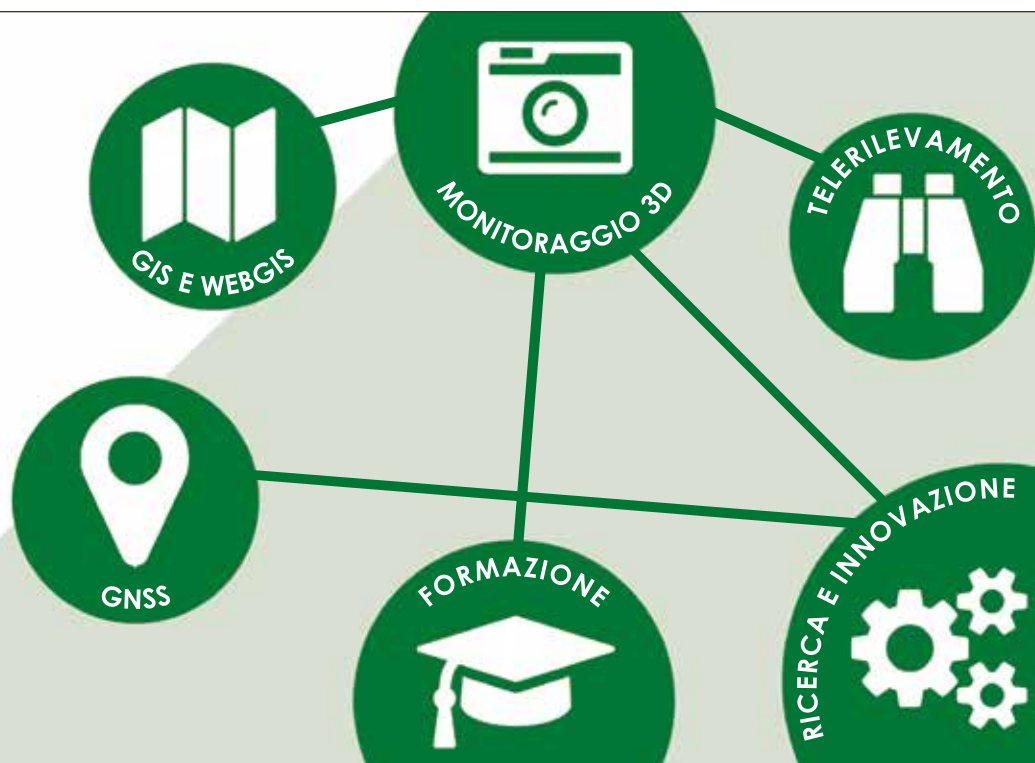 MONITORAGGIO 3D
GIS E WEBGIS
TELERILEVAMENTO
GNSS
FORMAZIONE
RICERCA E INNOVAZIONE